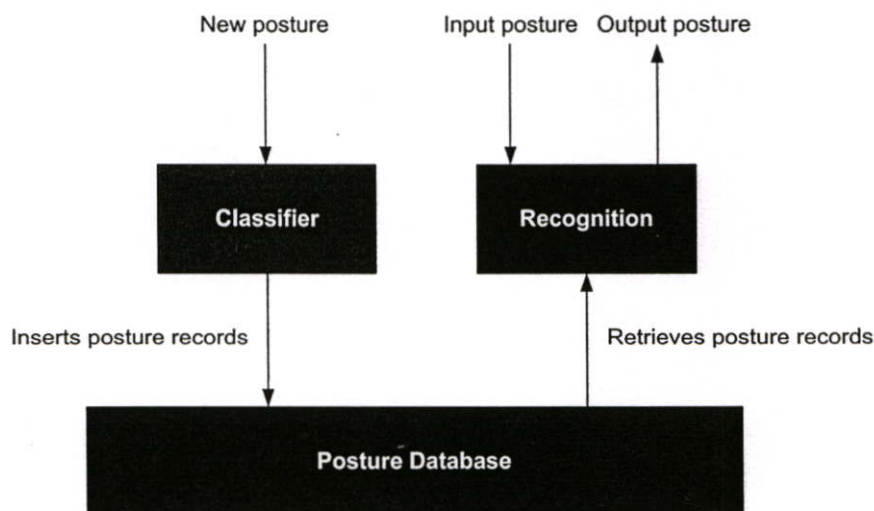 New posture
Input posture
Output posture
Classifier
Recognition
Inserts posture records
Retrieves posture records
Posture Database